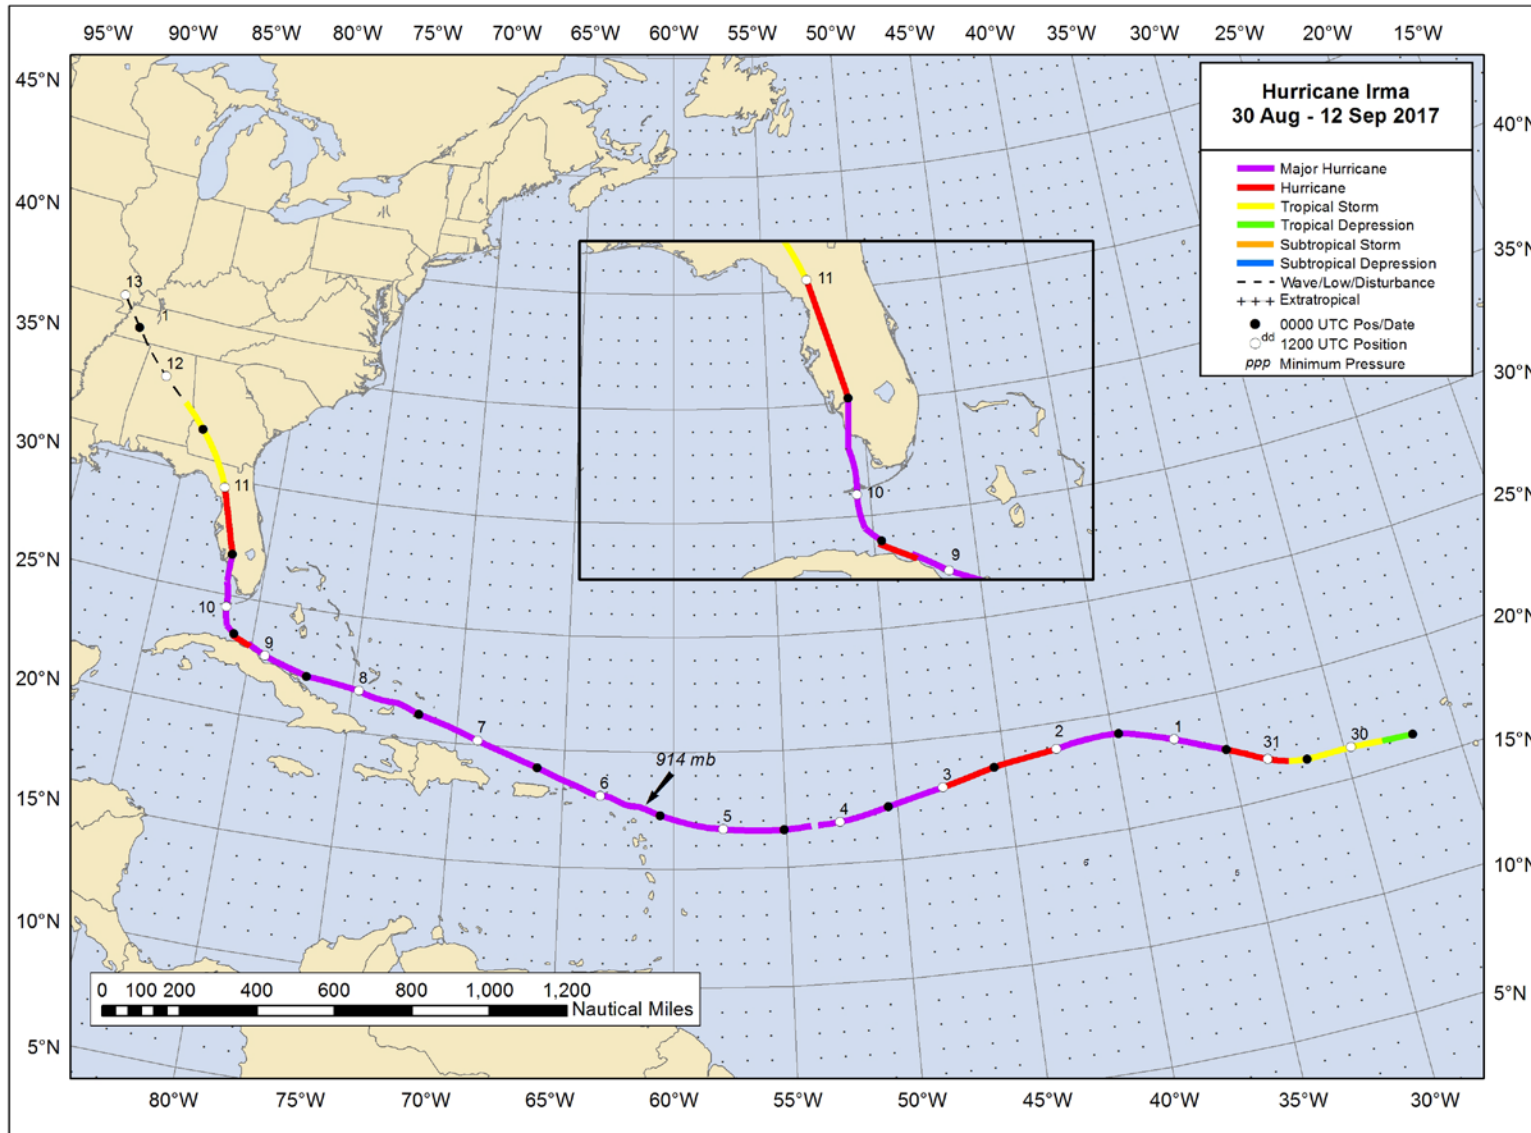 95°W 90°W 85°W 80°W 75°W 70°W 65°W 60°W 55°W 50°W 45°W 40°W 35°W 30°W 25°W 20°W 15°W
45°N
40°N
35°N
30°N
25°N
20°N
15°N
10°N
5°N
Hurricane Irma
30 Aug - 12 Sep 2017
Major Hurricane
Hurricane
Tropical Storm
Tropical Depression
Subtropical Storm
Subtropical Depression
Wave/Low/Disturbance
Extratropical
0000 UTC Pos/Date
dd 1200 UTC Position
ppp Minimum Pressure
40°N
35°N
30°N
25°N
20°N
15°N
10°N
5°N
11
10
9
13
1
12
11
10
9
8
7
914 mb
6
5
4
3
2
1
31
30
0 100 200 400 600 800 1,000 1,200
Nautical Miles
80°W 75°W 70°W 65°W 60°W 55°W 50°W 45°W 40°W 35°W 30°W